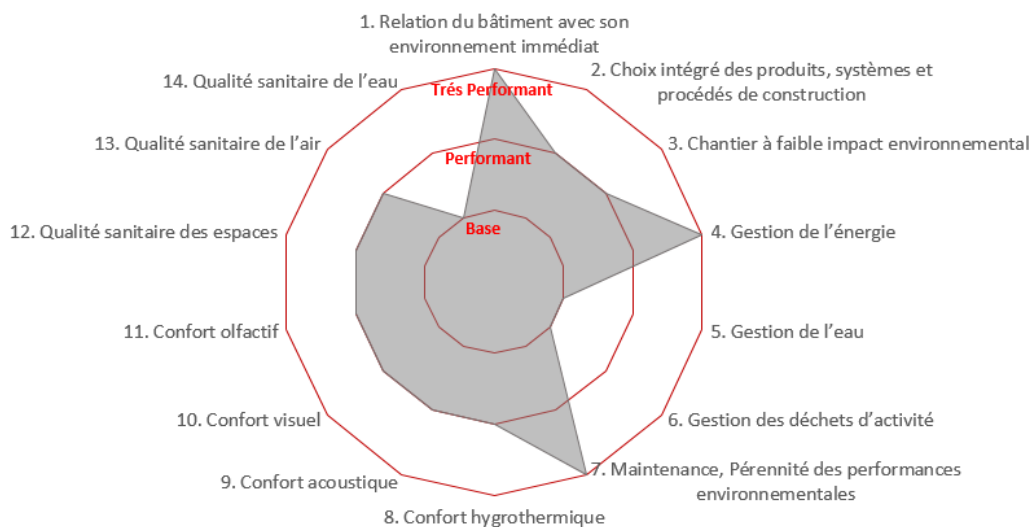 1. Relation du bâtiment avec son
environnement immédiat
14. Qualité sanitaire de l'eau
2. Choix intégré des produits, systèmes et
procédés de construction
Trés Performant
13. Qualité sanitaire de l'air
3. Chantier à faible impact environnemental
Performant
12. Qualité sanitaire des espaces
Base
4. Gestion de l'énergie
11. Confort olfactif
5. Gestion de l'eau
10. Confort visuel
6. Gestion des déchets d'activité
9. Confort acoustique
7. Maintenance, Pérennité des performances
environnementales
8. Confort hygrothermique